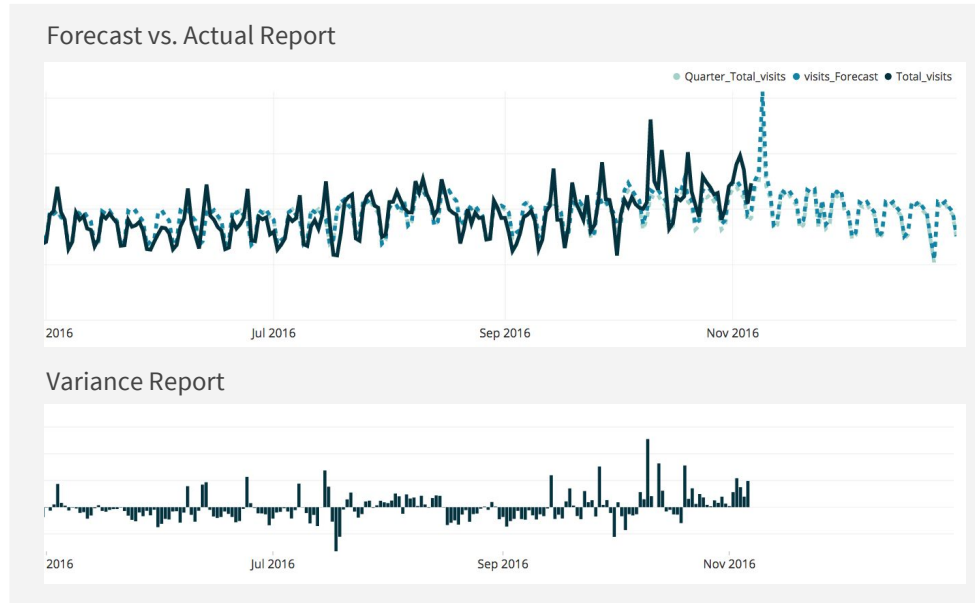 Forecast vs. Actual Report
Quarter_Total_visits visits_Forecast Total_visits
2016 Jul 2016 Sep 2016 Nov 2016
Variance Report
2016 Jul 2016 Sep 2016 Nov 2016